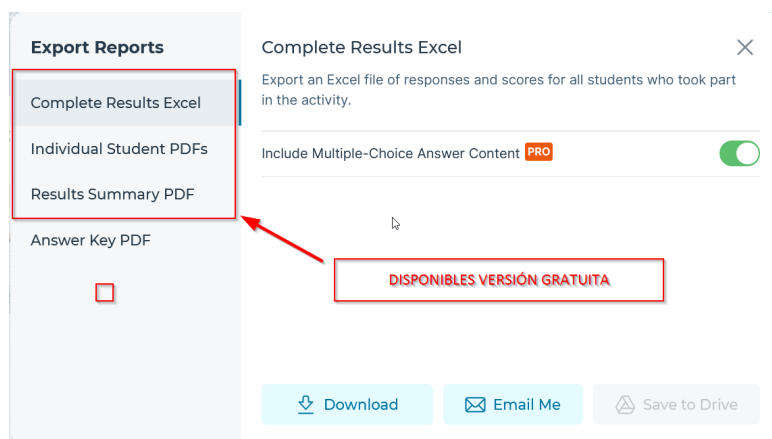 Export Reports
Complete Results Excel
Individual Student PDFs
Results Summary PDF
Answer Key PDF
Complete Results Excel
Export an Excel file of responses and scores for all students who took part
in the activity.
Include Multiple-Choice Answer Content PRO
DISPONIBLES VERSIÓN GRATUITA
Download
Email Me
Save to Drive